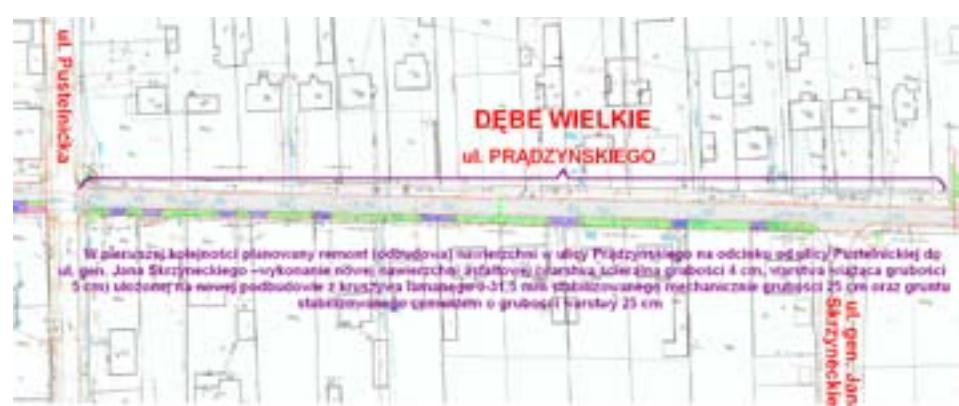 ul. Pustelnicka
DĘBE WIELKIE
ul. PRĄDZYŃSKIEGO
W pierwszej kolejności planowany remont (odbudowa) nawierzchni w ulicy Prądzyńskiego na odcinku od ulicy Pustelnickiej do
ul. gen. Jana Skrzyneckiego –wykonanie nowej nawierzchni asfaltowej (warstwa ścieralna grubości 4 cm, warstwa wiążąca grubości
5 cm) ułożonej na nowej podbudowie z kruszywa łamanego 0-31,5 mm stabilizowanego mechanicznie grubości 25 cm oraz gruntu
stabilizowanego cementem o grubości warstwy 25 cm
ul. gen. Jana
Skrzyneckie